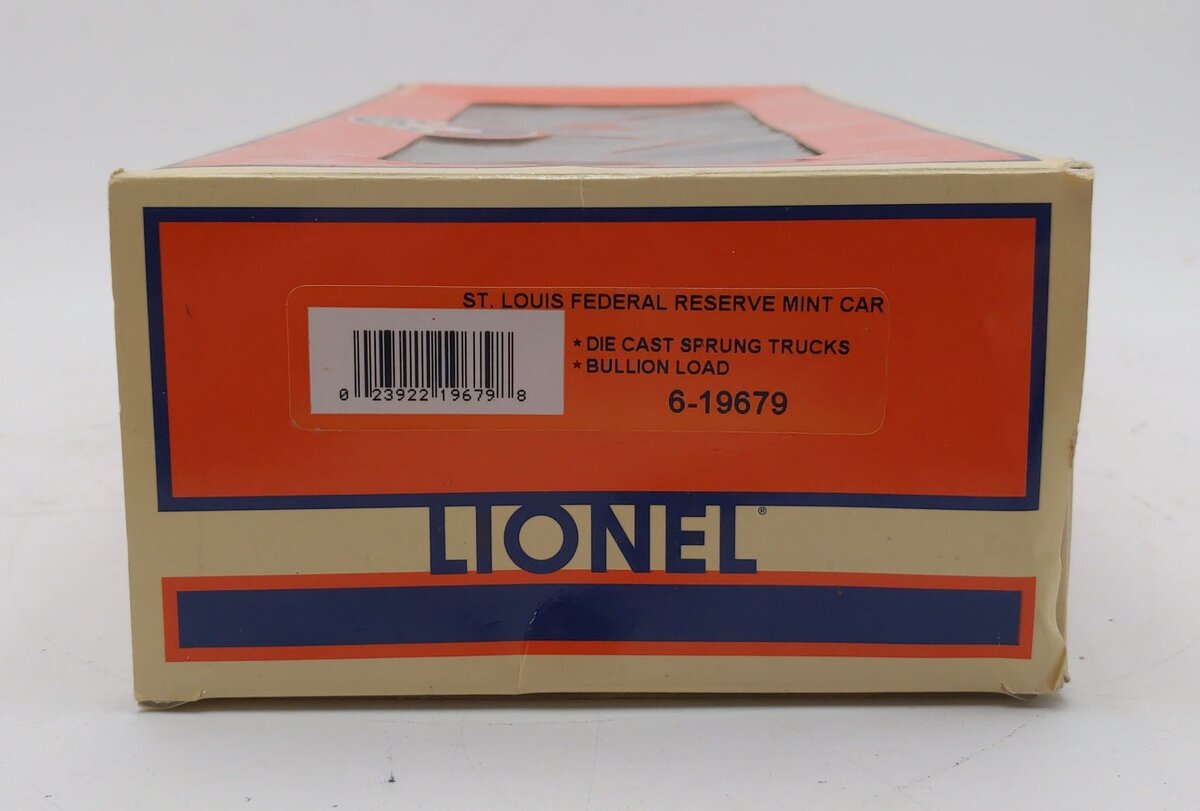 ST. LOUIS FEDERAL RESERVE MINT CAR
* DIE CAST SPRUNG TRUCKS
* BULLION LOAD
6-19679
0 23922 19679 8
LIONEL®